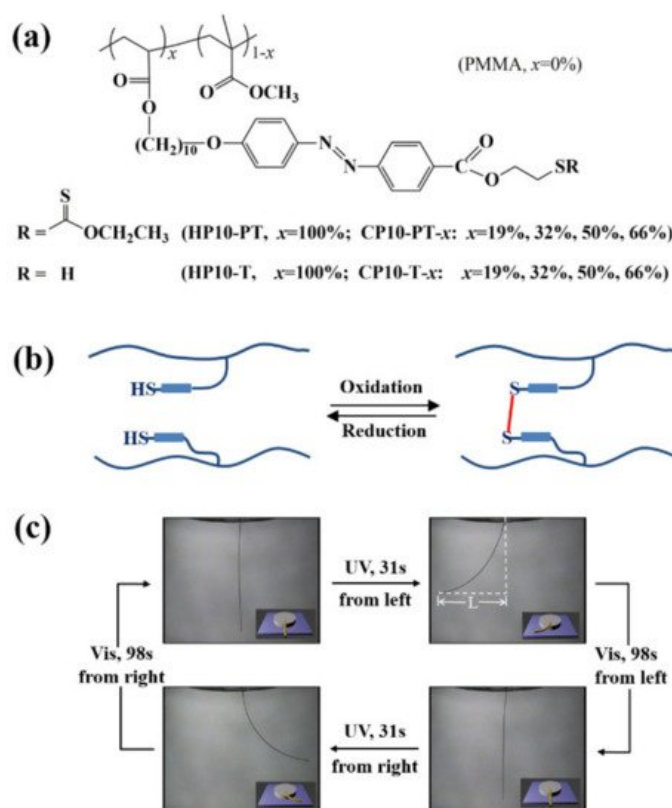 (a)
x
1-x
O
O
O
OCH₃
(PMMA, x=0%)
(CH₂)₁₀
O
N
N
C
O
O
SR
R =
S
OCH₂CH₃
(HP10-PT, x=100%; CP10-PT-x: x=19%, 32%, 50%, 66%)
R = H
(HP10-T, x=100%; CP10-T-x: x=19%, 32%, 50%, 66%)
(b)
HS
HS
Oxidation
Reduction
S
S
(c)
UV, 31s
from left
L
Vis, 98s
from right
Vis, 98s
from left
UV, 31s
from right